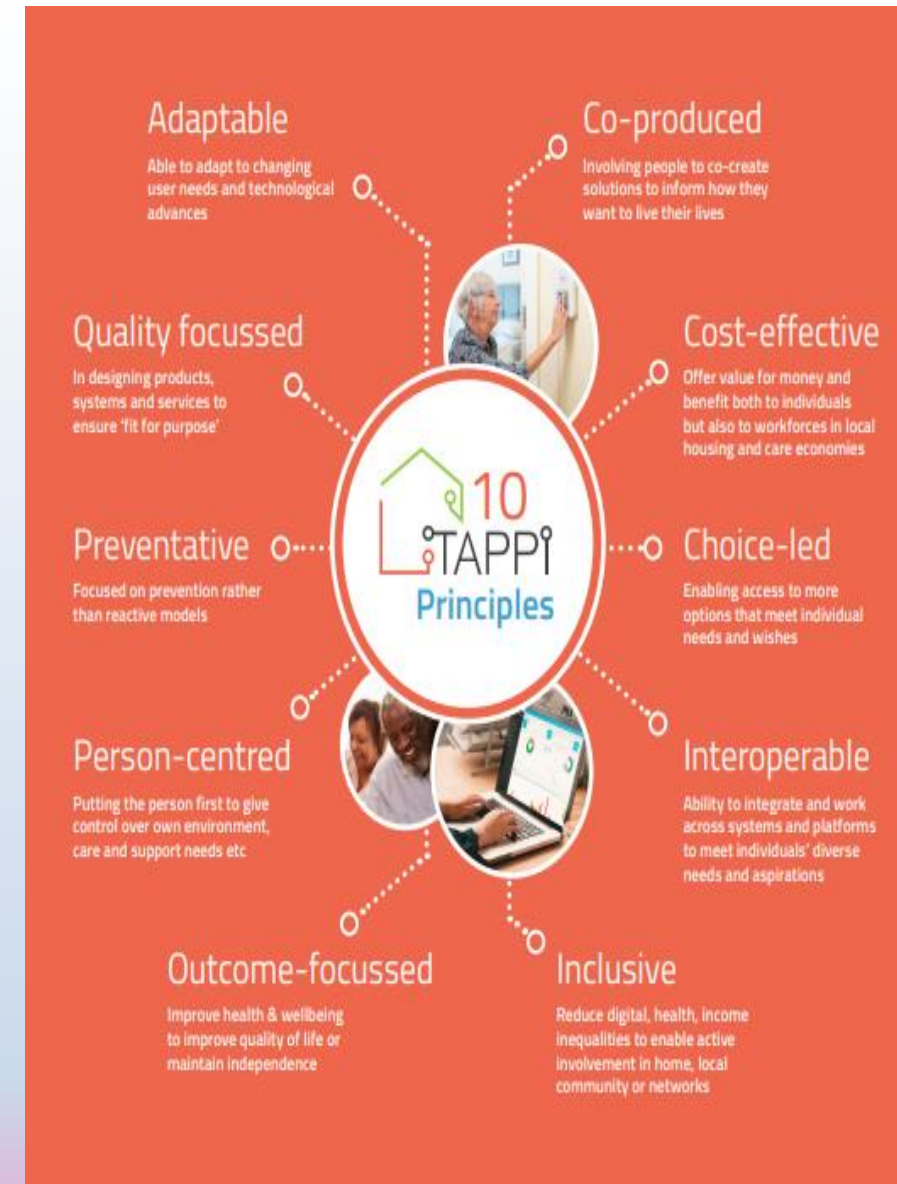 Adaptable
Able to adapt to changing
user needs and technological
advances
Co-produced
Involving people to co-create
solutions to inform how they
want to live their lives
Quality focussed
In designing products,
systems and services to
ensure ‘fit for purpose’
Cost-effective
Offer value for money and
benefit both to individuals
but also to workforces in local
housing and care economies
10
TAPPi
Principles
Preventative
Focused on prevention rather
than reactive models
Choice-led
Enabling access to more
options that meet individual
needs and wishes
Person-centred
Putting the person first to give
control over own environment,
care and support needs etc
Interoperable
Ability to integrate and work
across systems and platforms
to meet individuals’ diverse
needs and aspirations
Outcome-focussed
Improve health & wellbeing
to improve quality of life or
maintain independence
Inclusive
Reduce digital, health, income
inequalities to enable active
involvement in home, local
community or networks